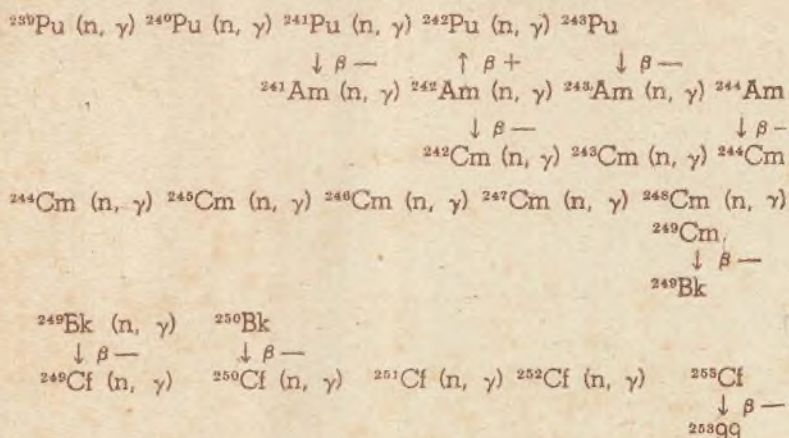 ²³⁹Pu (n, γ) ²⁴⁰Pu (n, γ) ²⁴¹Pu (n, γ) ²⁴²Pu (n, γ) ²⁴³Pu
↓ β — ↑ β + ↓ β —
²⁴¹Am (n, γ) ²⁴²Am (n, γ) ²⁴³Am (n, γ) ²⁴⁴Am
↓ β — ↓ β –
²⁴²Cm (n, γ) ²⁴³Cm (n, γ) ²⁴⁴Cm
²⁴⁴Cm (n, γ) ²⁴⁵Cm (n, γ) ²⁴⁶Cm (n, γ) ²⁴⁷Cm (n, γ) ²⁴⁸Cm (n, γ)
²⁴⁹Cm
↓ β —
²⁴⁹Bk
²⁴⁹Bk (n, γ) ²⁵⁰Bk
↓ β — ↓ β —
²⁴⁹Cf (n, γ) ²⁵⁰Cf (n, γ) ²⁵¹Cf (n, γ) ²⁵²Cf (n, γ) ²⁵³Cf
↓ β —
²⁵³99